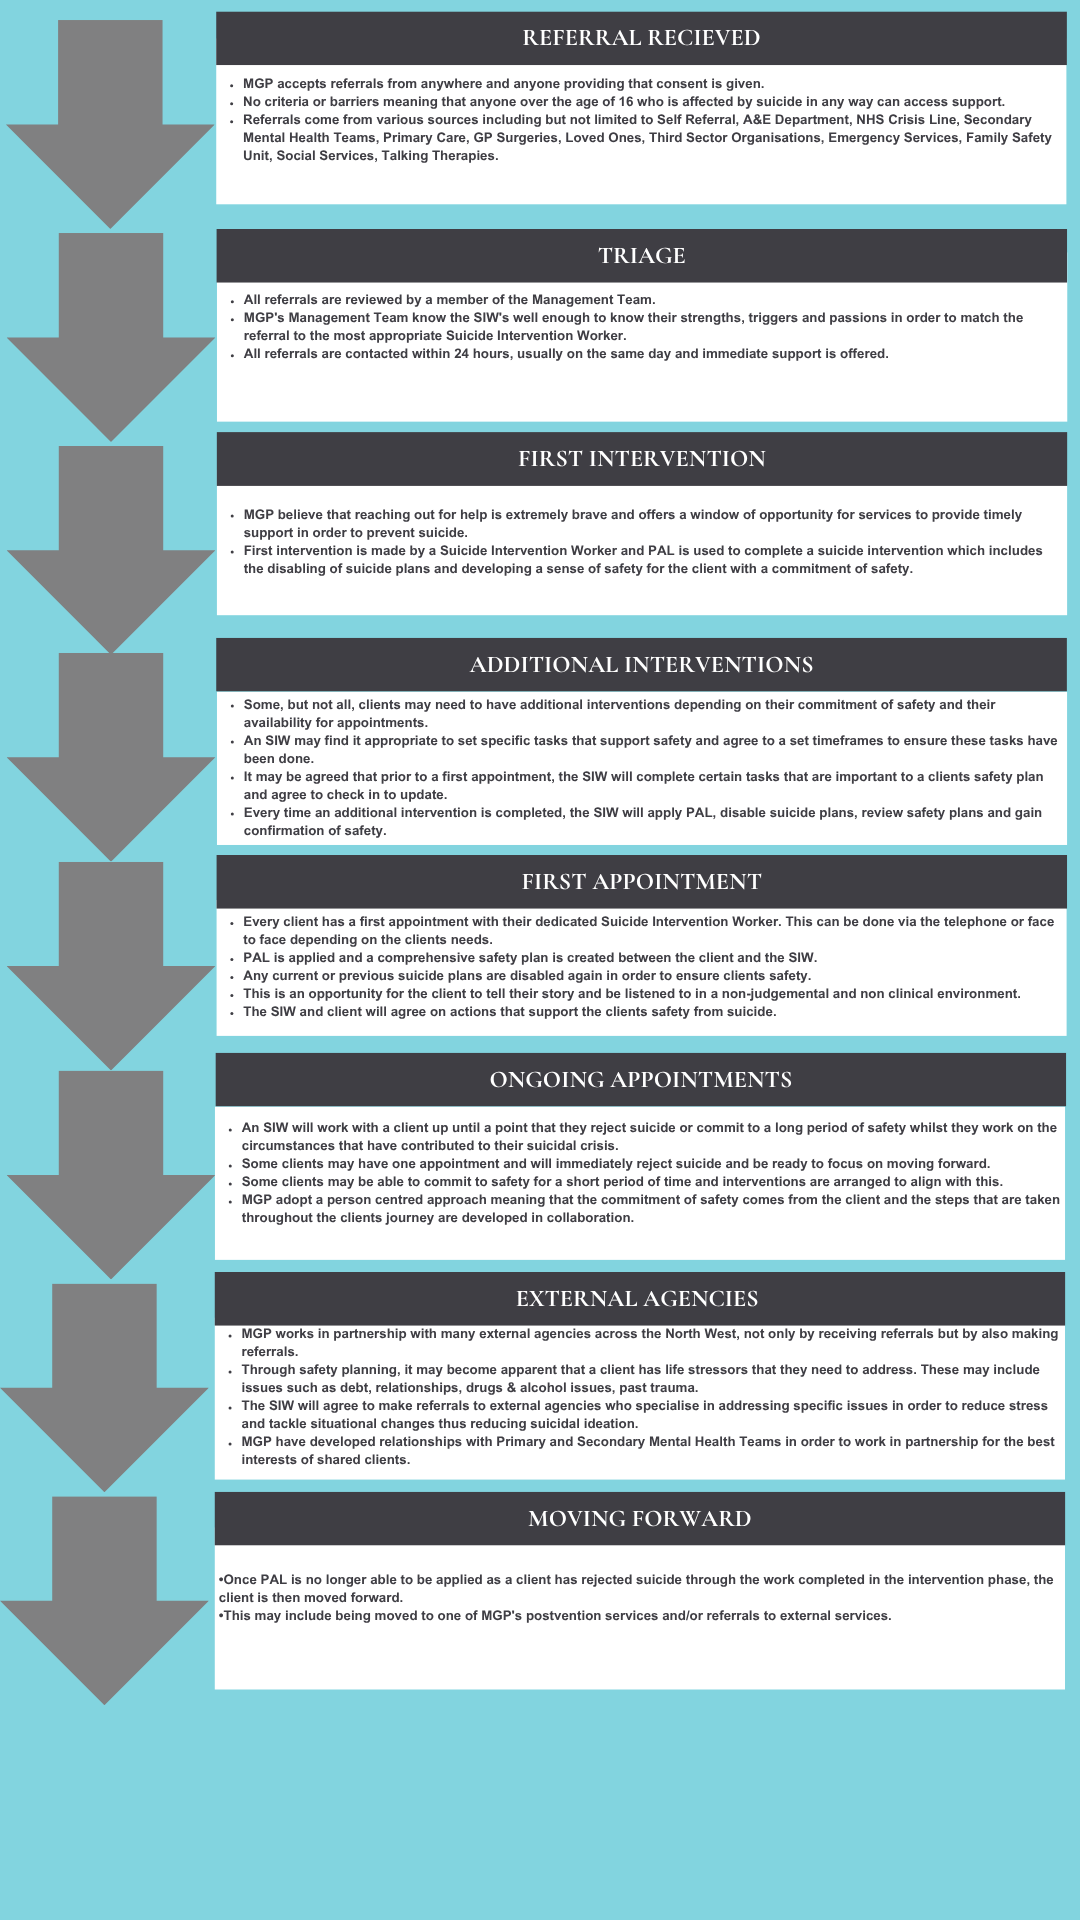 REFERRAL RECIEVED
• MGP accepts referrals from anywhere and anyone providing that consent is given.
• No criteria or barriers meaning that anyone over the age of 16 who is affected by suicide in any way can access support.
• Referrals come from various sources including but not limited to Self Referral, A&E Department, NHS Crisis Line, Secondary
Mental Health Teams, Primary Care, GP Surgeries, Loved Ones, Third Sector Organisations, Emergency Services, Family Safety
Unit, Social Services, Talking Therapies.
TRIAGE
• All referrals are reviewed by a member of the Management Team.
• MGP's Management Team know the SIW's well enough to know their strengths, triggers and passions in order to match the
referral to the most appropriate Suicide Intervention Worker.
• All referrals are contacted within 24 hours, usually on the same day and immediate support is offered.
FIRST INTERVENTION
• MGP believe that reaching out for help is extremely brave and offers a window of opportunity for services to provide timely
support in order to prevent suicide.
• First intervention is made by a Suicide Intervention Worker and PAL is used to complete a suicide intervention which includes
the disabling of suicide plans and developing a sense of safety for the client with a commitment of safety.
ADDITIONAL INTERVENTIONS
• Some, but not all, clients may need to have additional interventions depending on their commitment of safety and their
availability for appointments.
• An SIW may find it appropriate to set specific tasks that support safety and agree to a set timeframes to ensure these tasks have
been done.
• It may be agreed that prior to a first appointment, the SIW will complete certain tasks that are important to a clients safety plan
and agree to check in to update.
• Every time an additional intervention is completed, the SIW will apply PAL, disable suicide plans, review safety plans and gain
confirmation of safety.
FIRST APPOINTMENT
• Every client has a first appointment with their dedicated Suicide Intervention Worker. This can be done via the telephone or face
to face depending on the clients needs.
• PAL is applied and a comprehensive safety plan is created between the client and the SIW.
• Any current or previous suicide plans are disabled again in order to ensure clients safety.
• This is an opportunity for the client to tell their story and be listened to in a non-judgemental and non clinical environment.
• The SIW and client will agree on actions that support the clients safety from suicide.
ONGOING APPOINTMENTS
• An SIW will work with a client up until a point that they reject suicide or commit to a long period of safety whilst they work on the
circumstances that have contributed to their suicidal crisis.
• Some clients may have one appointment and will immediately reject suicide and be ready to focus on moving forward.
• Some clients may be able to commit to safety for a short period of time and interventions are arranged to align with this.
• MGP adopt a person centred approach meaning that the commitment of safety comes from the client and the steps that are taken
throughout the clients journey are developed in collaboration.
EXTERNAL AGENCIES
• MGP works in partnership with many external agencies across the North West, not only by receiving referrals but by also making
referrals.
• Through safety planning, it may become apparent that a client has life stressors that they need to address. These may include
issues such as debt, relationships, drugs & alcohol issues, past trauma.
• The SIW will agree to make referrals to external agencies who specialise in addressing specific issues in order to reduce stress
and tackle situational changes thus reducing suicidal ideation.
• MGP have developed relationships with Primary and Secondary Mental Health Teams in order to work in partnership for the best
interests of shared clients.
MOVING FORWARD
•Once PAL is no longer able to be applied as a client has rejected suicide through the work completed in the intervention phase, the
client is then moved forward.
•This may include being moved to one of MGP's postvention services and/or referrals to external services.